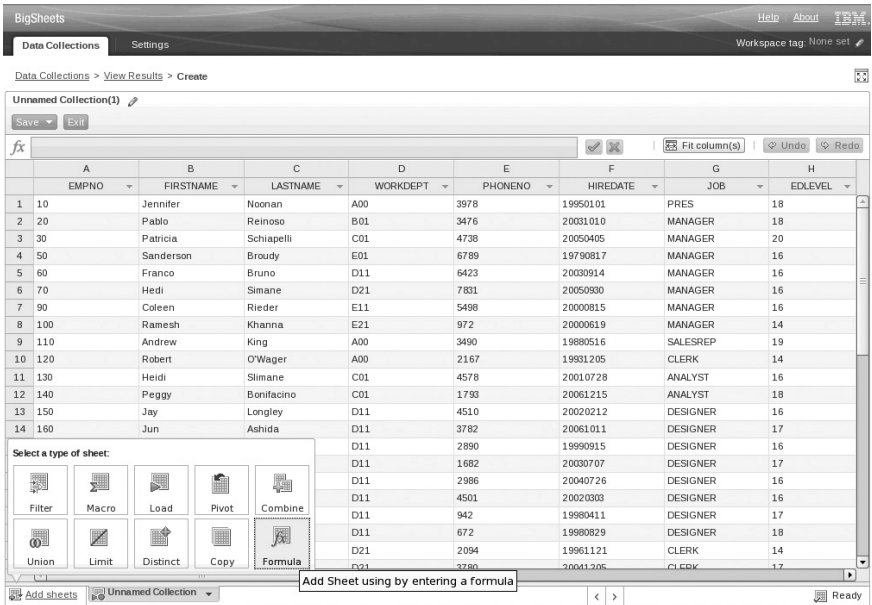 BigSheets Help About IBM.
Data Collections Settings Workspace tag: None set
Data Collections > View Results > Create
Unnamed Collection(1)
Save Exit
fx Fit column(s) Undo Redo
A B C D E F G H
EMPNO FIRSTNAME LASTNAME WORKDEPT PHONENO HIREDATE JOB EDLEVEL
1 10 Jennifer Noonan A00 3978 19950101 PRES 18
2 20 Pablo Reinoso B01 3476 20031010 MANAGER 18
3 30 Patricia Schiapelli C01 4738 20050405 MANAGER 20
4 50 Sanderson Broudy E01 6789 19790817 MANAGER 16
5 60 Franco Bruno D11 6423 20030914 MANAGER 16
6 70 Hedi Simane D21 7831 20050930 MANAGER 16
7 90 Coleen Rieder E11 5498 20000815 MANAGER 16
8 100 Ramesh Khanna E21 972 20000619 MANAGER 14
9 110 Andrew King A00 3490 19880516 SALESREP 19
10 120 Robert O'Wager A00 2167 19931205 CLERK 14
11 130 Heidi Slimane C01 4578 20010728 ANALYST 16
12 140 Peggy Bonifacino C01 1793 20061215 ANALYST 18
13 150 Jay Longley D11 4510 20020212 DESIGNER 16
14 160 Jun Ashida D11 3782 20061011 DESIGNER 17
D11 2890 19990915 DESIGNER 16
D11 1682 20030707 DESIGNER 17
D11 2986 20040726 DESIGNER 16
D11 4501 20020303 DESIGNER 16
D11 942 19980411 DESIGNER 17
D11 672 19980829 DESIGNER 18
D21 2094 19961121 CLERK 14
D21 3780 20041205 CLERK 17
Select a type of sheet:
Filter Macro Load Pivot Combine
Union Limit Distinct Copy Formula
Add Sheet using by entering a formula
Add sheets Unnamed Collection Ready